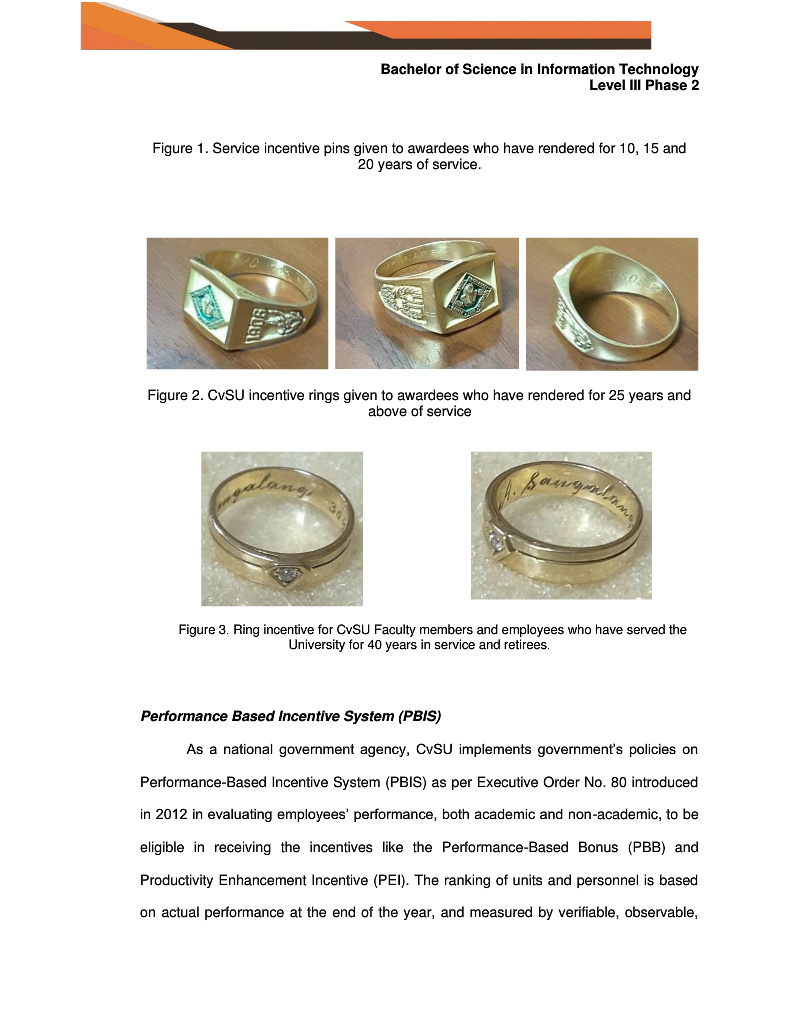 Bachelor of Science in Information Technology
Level III Phase 2
Figure 1. Service incentive pins given to awardees who have rendered for 10, 15 and
20 years of service.
CvSU
Figure 2. CvSU incentive rings given to awardees who have rendered for 25 years and
above of service
A. Sangalang
Figure 3. Ring incentive for CvSU Faculty members and employees who have served the
University for 40 years in service and retirees.
Performance Based Incentive System (PBIS)
As a national government agency, CvSU implements government's policies on
Performance-Based Incentive System (PBIS) as per Executive Order No. 80 introduced
in 2012 in evaluating employees' performance, both academic and non-academic, to be
eligible in receiving the incentives like the Performance-Based Bonus (PBB) and
Productivity Enhancement Incentive (PEI). The ranking of units and personnel is based
on actual performance at the end of the year, and measured by verifiable, observable,